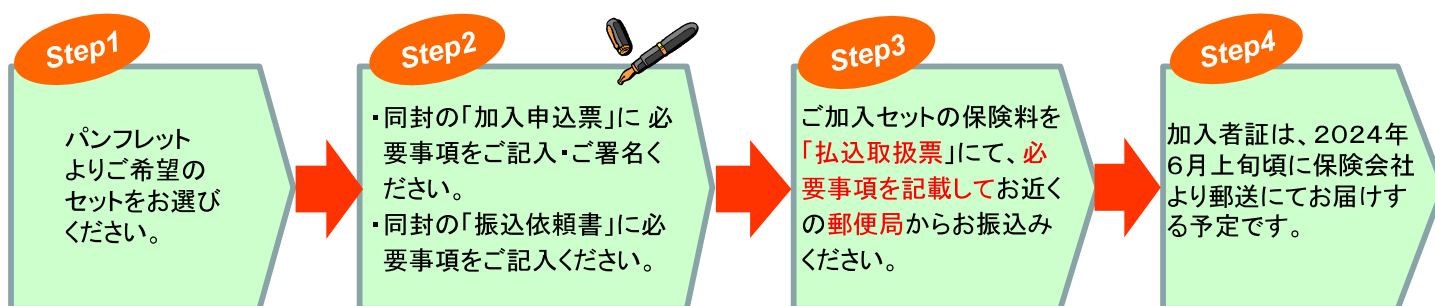 Step1
パンフレット
よりご希望の
セットをお選び
ください。
Step2
・同封の「加入申込票」に 必
要事項をご記入・ご署名く
ださい。
・同封の「振込依頼書」に必
要事項をご記入ください。
Step3
ご加入セットの保険料を
「払込取扱票」にて、必
要事項を記載してお近く
の郵便局からお振込み
ください。
Step4
加入者証は、2024年
6月上旬頃に保険会社
より郵送にてお届けす
る予定です。